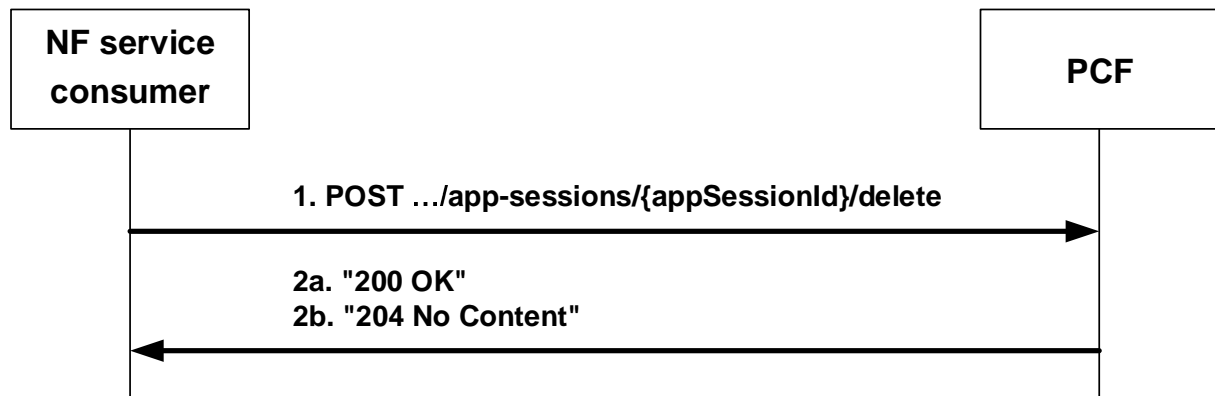 NF service
consumer
PCF
1. POST …/app-sessions/{appSessionId}/delete
2a. "200 OK"
2b. "204 No Content"